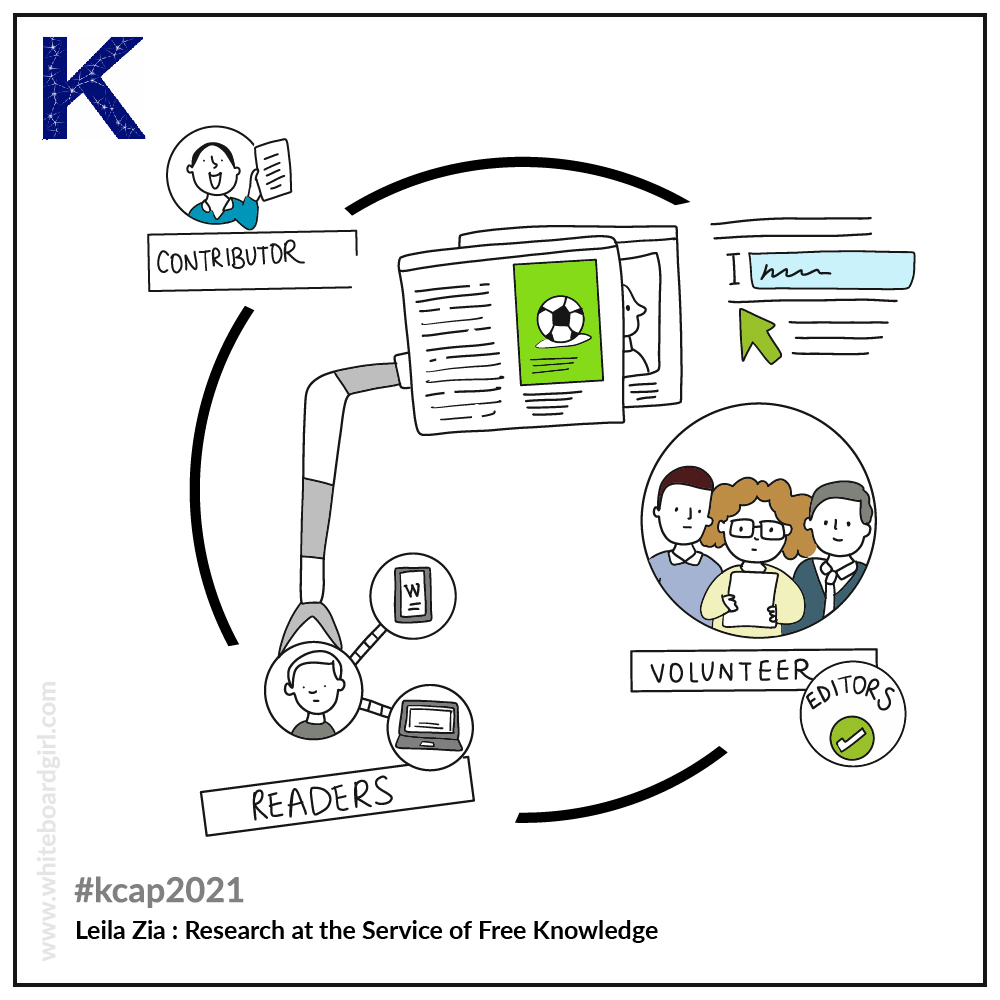 K
CONTRIBUTOR
W
VOLUNTEER
EDITORS
READERS
www.whiteboardgirl.com
#kcap2021
Leila Zia : Research at the Service of Free Knowledge